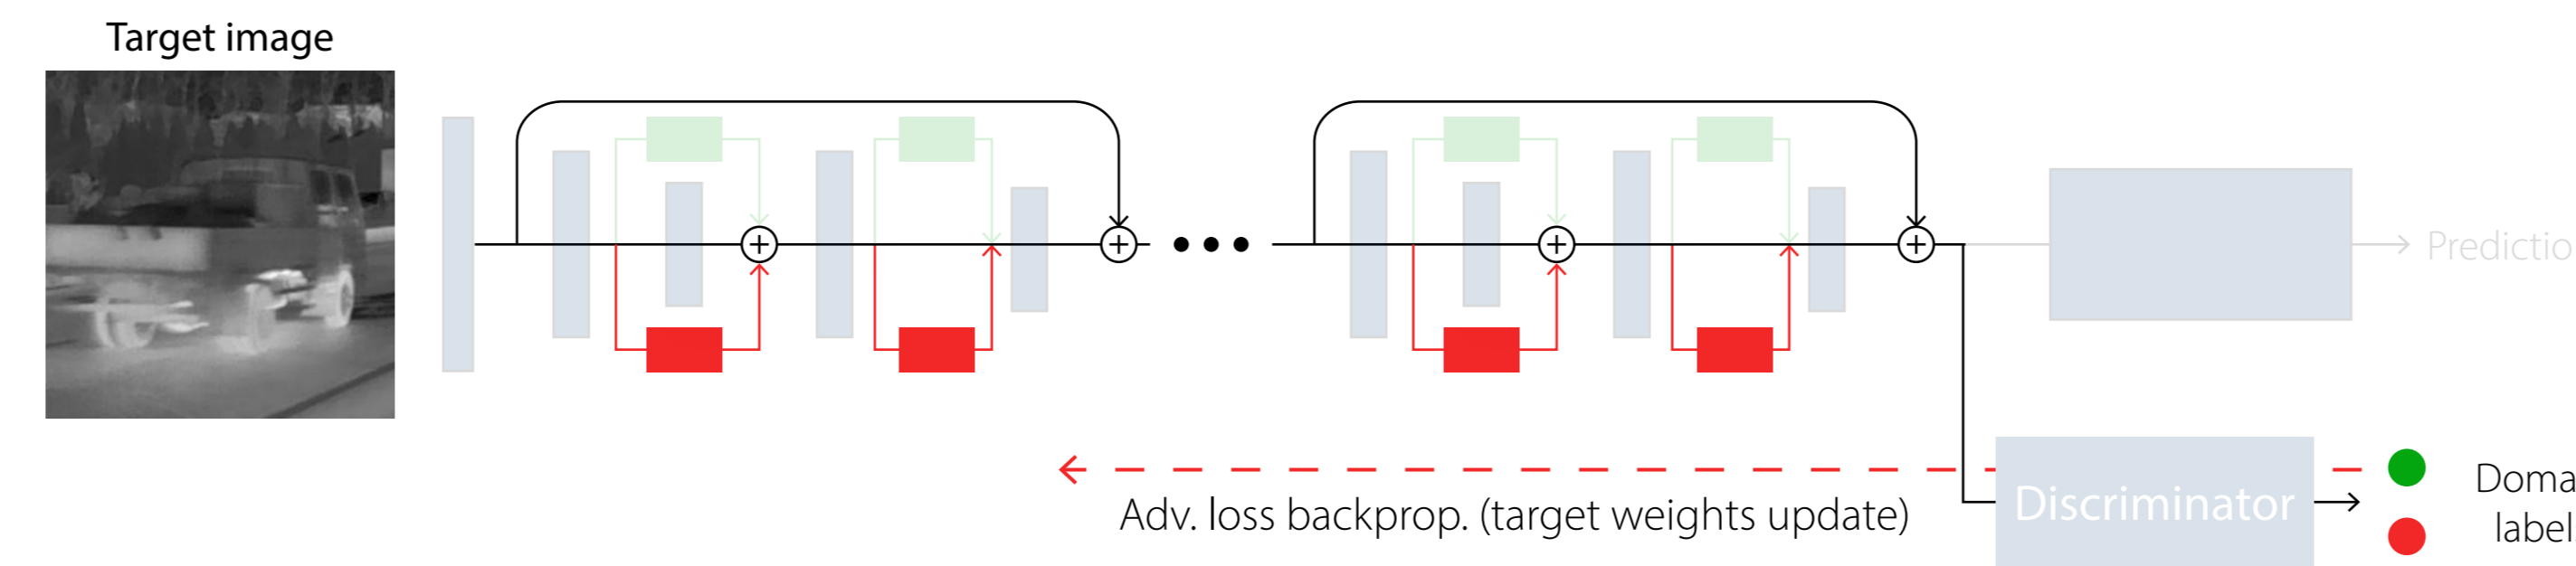 Target image
Predictio
Adv. loss backprop. (target weights update)
Discriminator
Doma
label